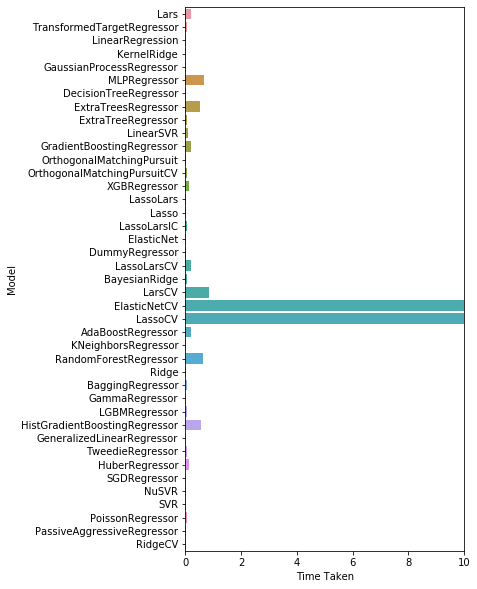 Lars
TransformedTargetRegressor
LinearRegression
KernelRidge
GaussianProcessRegressor
MLPRegressor
DecisionTreeRegressor
ExtraTreesRegressor
ExtraTreeRegressor
LinearSVR
GradientBoostingRegressor
OrthogonalMatchingPursuit
OrthogonalMatchingPursuitCV
XGBRegressor
LassoLars
Lasso
LassoLarsIC
ElasticNet
DummyRegressor
LassoLarsCV
BayesianRidge
LarsCV
ElasticNetCV
LassoCV
AdaBoostRegressor
KNeighborsRegressor
RandomForestRegressor
Ridge
BaggingRegressor
GammaRegressor
LGBMRegressor
HistGradientBoostingRegressor
GeneralizedLinearRegressor
TweedieRegressor
HuberRegressor
SGDRegressor
NuSVR
SVR
PoissonRegressor
PassiveAggressiveRegressor
RidgeCV
Model
0 2 4 6 8 10
Time Taken